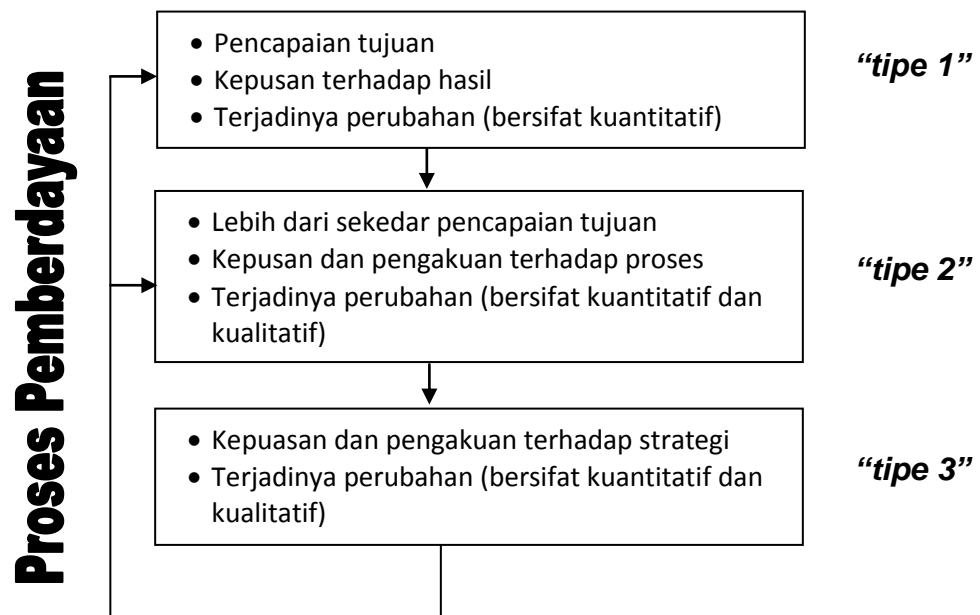 Proses Pemberdayaan
• Pencapaian tujuan
• Kepusan terhadap hasil
• Terjadinya perubahan (bersifat kuantitatif)
“tipe 1”
• Lebih dari sekedar pencapaian tujuan
• Kepusan dan pengakuan terhadap proses
• Terjadinya perubahan (bersifat kuantitatif dan
kualitatif)
“tipe 2”
• Kepuasan dan pengakuan terhadap strategi
• Terjadinya perubahan (bersifat kuantitatif dan
kualitatif)
“tipe 3”